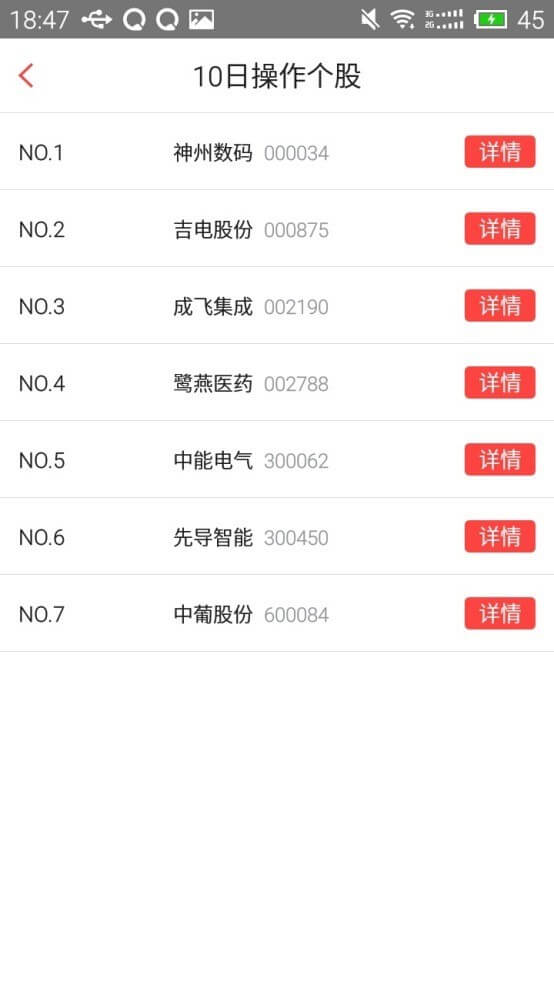 18:47 3G 2G 45
10日操作个股
NO.1 神州数码 000034 详情
NO.2 吉电股份 000875 详情
NO.3 成飞集成 002190 详情
NO.4 鹭燕医药 002788 详情
NO.5 中能电气 300062 详情
NO.6 先导智能 300450 详情
NO.7 中葡股份 600084 详情